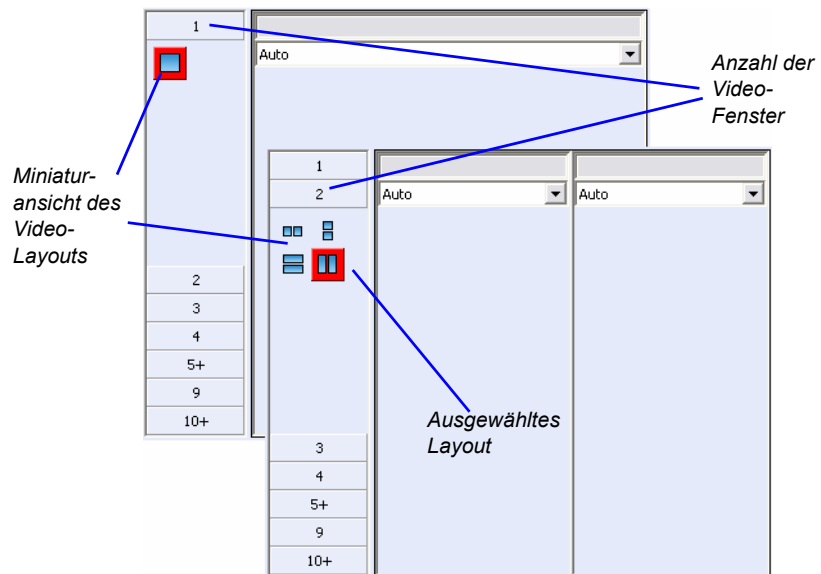 1
Auto
Anzahl der
Video-
Fenster
Miniatur-
ansicht des
Video-
Layouts
2
3
4
5+
9
10+
1
2
Auto
Auto
Ausgewähltes
Layout
3
4
5+
9
10+